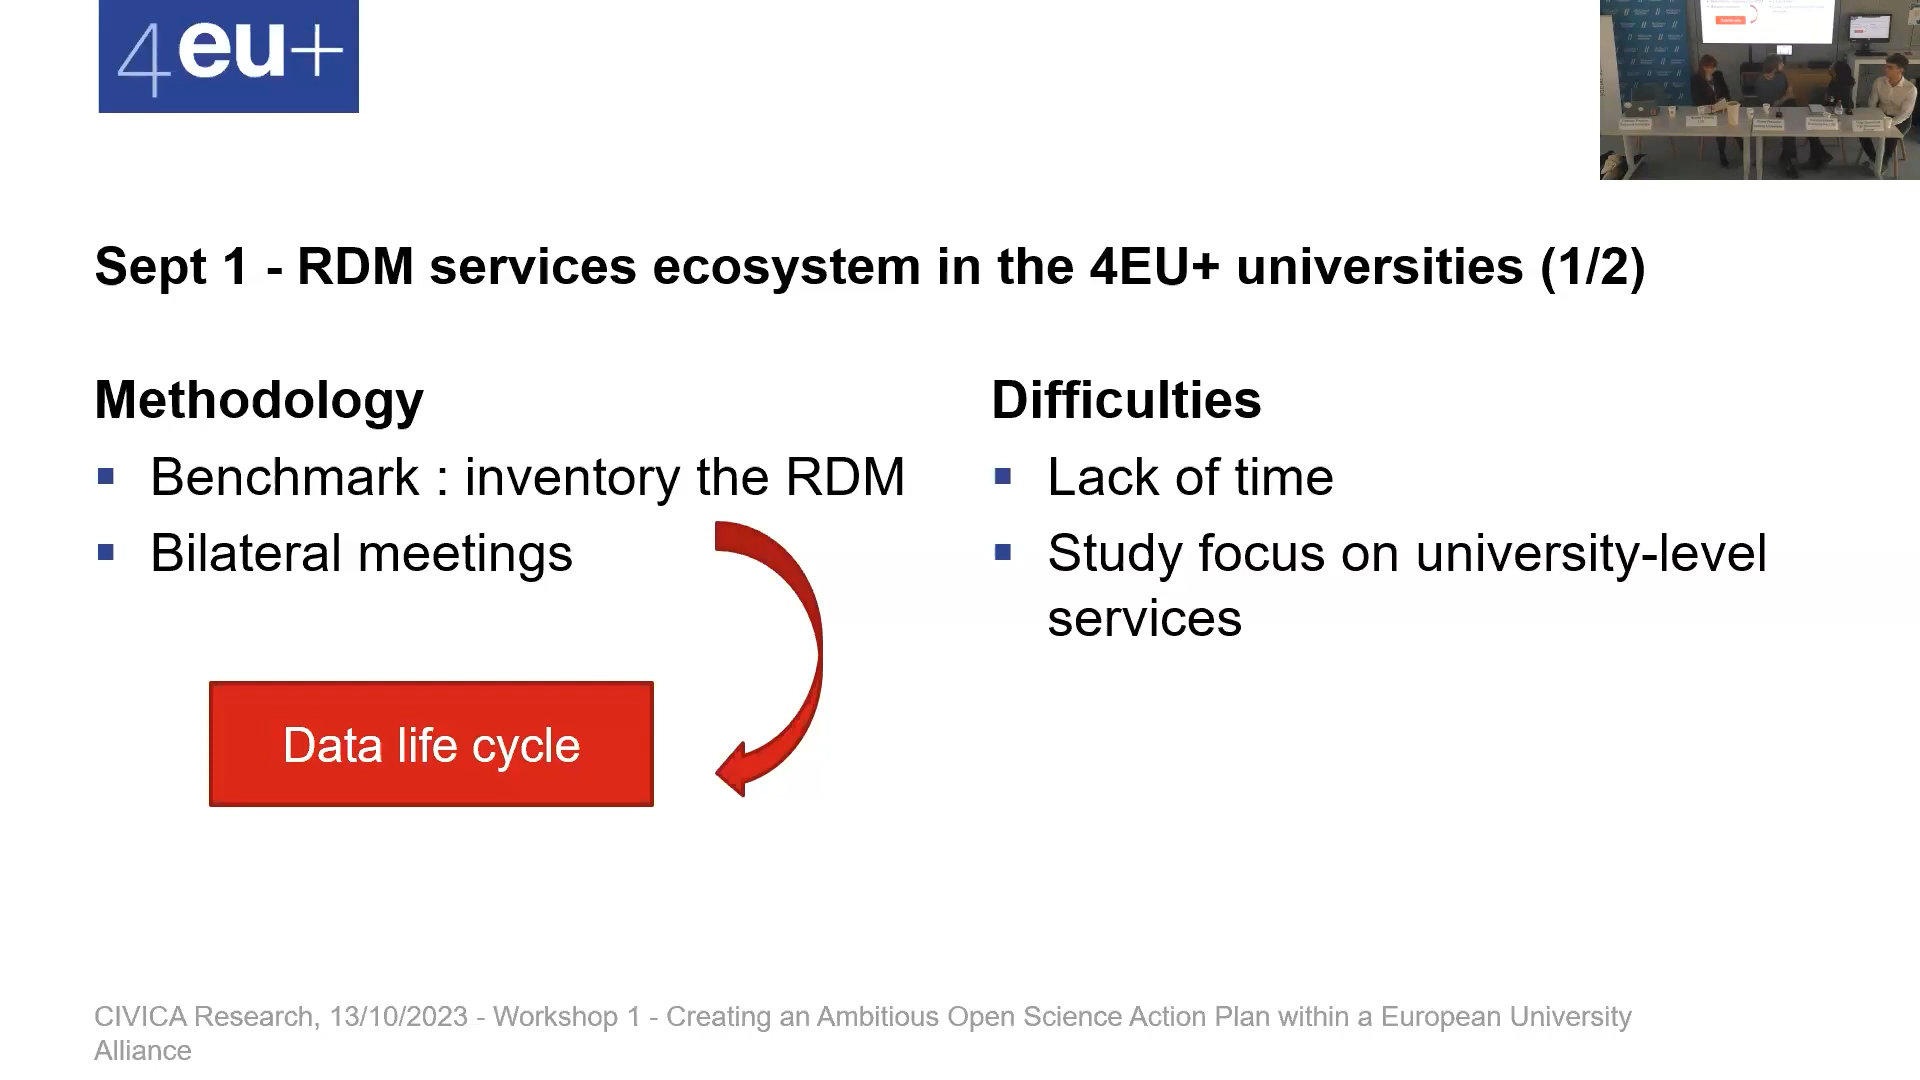 4eu+
Sept 1 - RDM services ecosystem in the 4EU+ universities (1/2)
Methodology
Benchmark : inventory the RDM
Bilateral meetings
Data life cycle
Difficulties
Lack of time
Study focus on university-level
services
CIVICA Research, 13/10/2023 - Workshop 1 - Creating an Ambitious Open Science Action Plan within a European University
Alliance